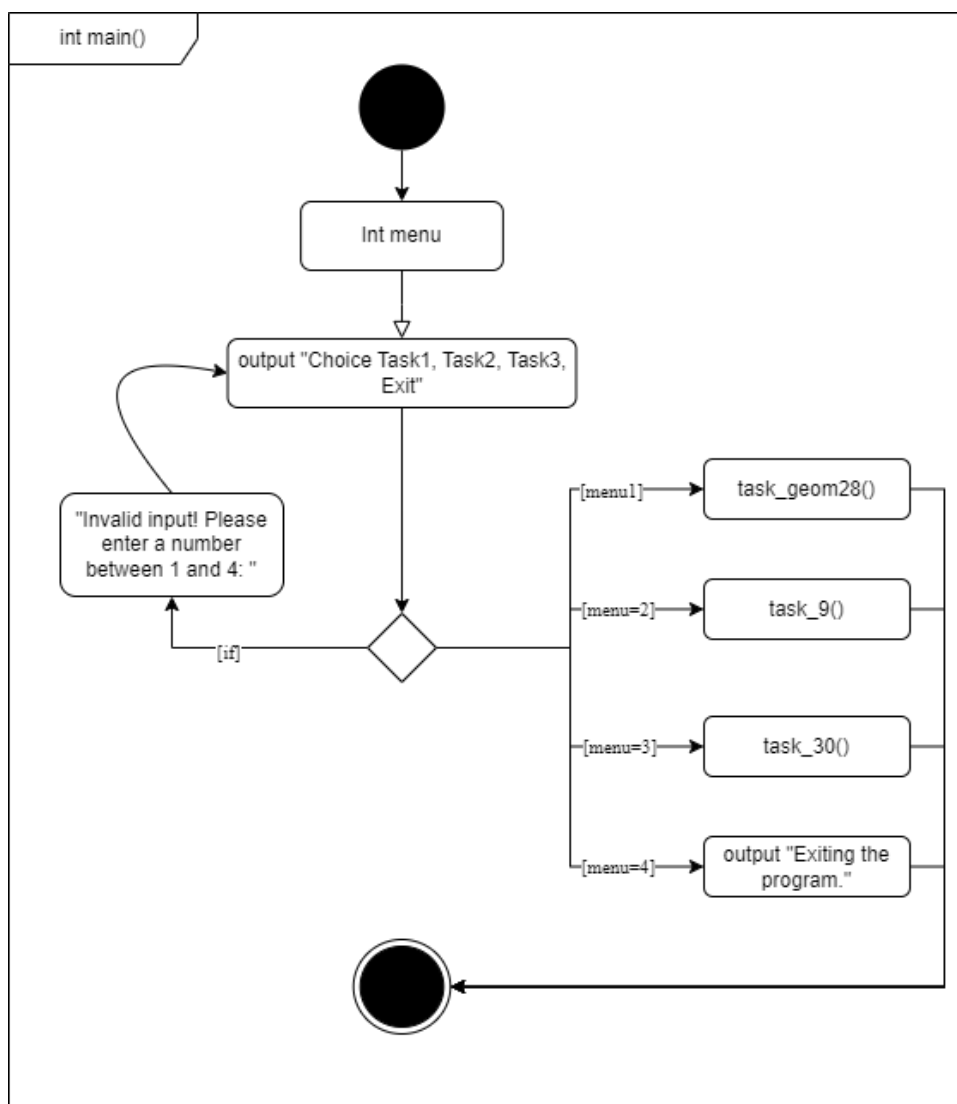 int main()
Int menu
output "Choice Task1, Task2, Task3,
Exit"
"Invalid input! Please
enter a number
between 1 and 4: "
[if]
[menu1]
task_geom28()
[menu=2]
task_9()
[menu=3]
task_30()
[menu=4]
output "Exiting the
program."